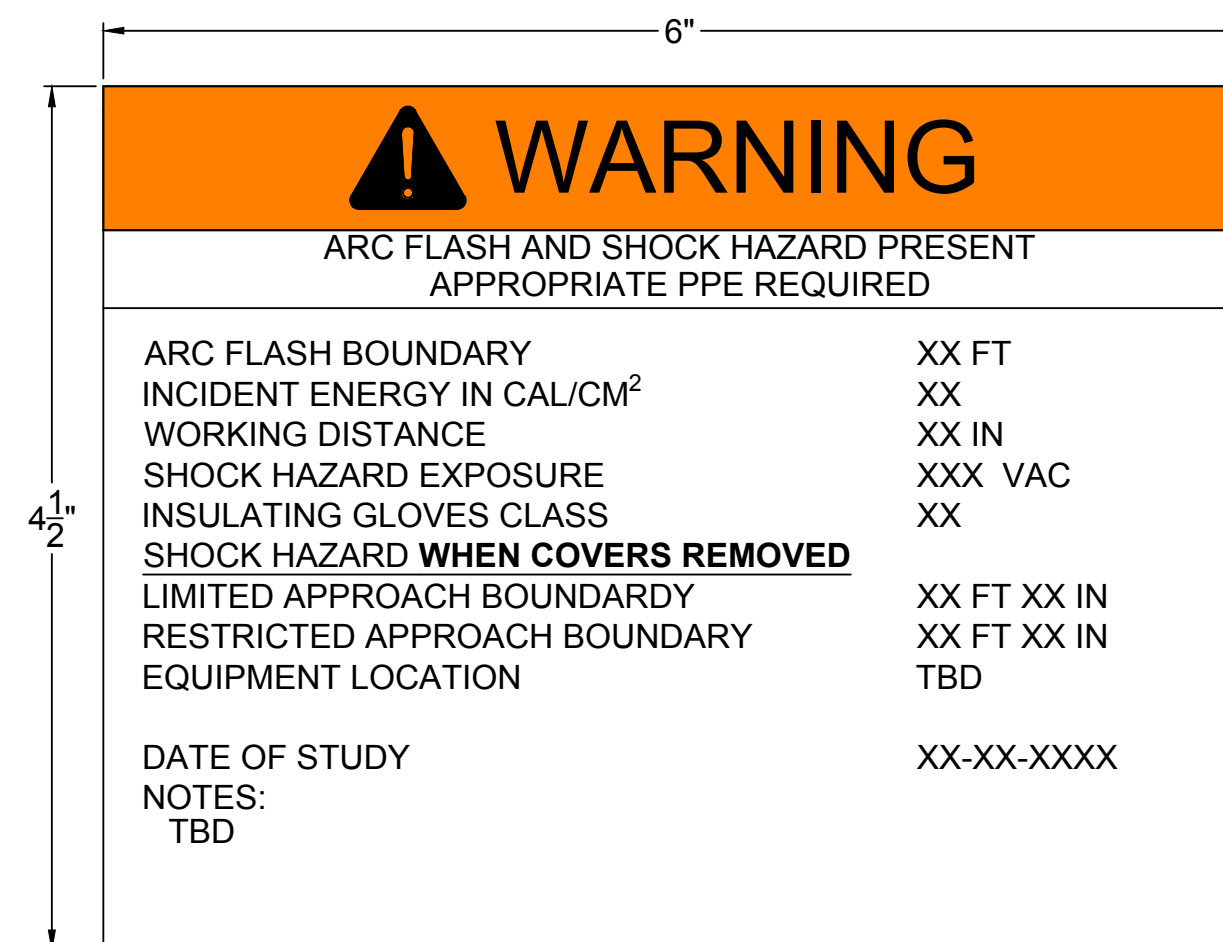 6"
WARNING
ARC FLASH AND SHOCK HAZARD PRESENT
APPROPRIATE PPE REQUIRED
ARC FLASH BOUNDARY XX FT
INCIDENT ENERGY IN CAL/CM² XX
WORKING DISTANCE XX IN
SHOCK HAZARD EXPOSURE XXX VAC
INSULATING GLOVES CLASS XX
4½"
SHOCK HAZARD WHEN COVERS REMOVED
LIMITED APPROACH BOUNDARDY XX FT XX IN
RESTRICTED APPROACH BOUNDARY XX FT XX IN
EQUIPMENT LOCATION TBD
DATE OF STUDY XX-XX-XXXX
NOTES:
TBD